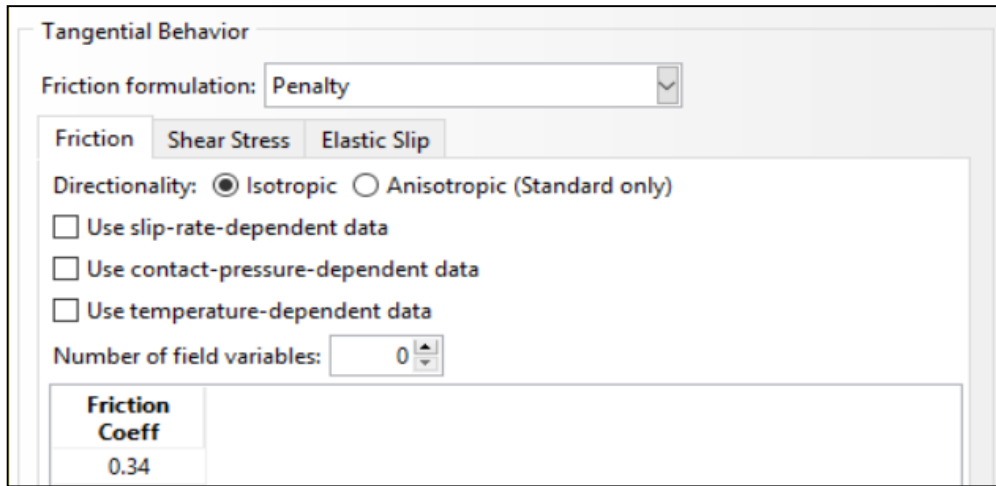 Tangential Behavior
Friction formulation: Penalty
Friction Shear Stress Elastic Slip
Directionality: Isotropic Anisotropic (Standard only)
Use slip-rate-dependent data
Use contact-pressure-dependent data
Use temperature-dependent data
Number of field variables: 0
Friction
Coeff
0.34